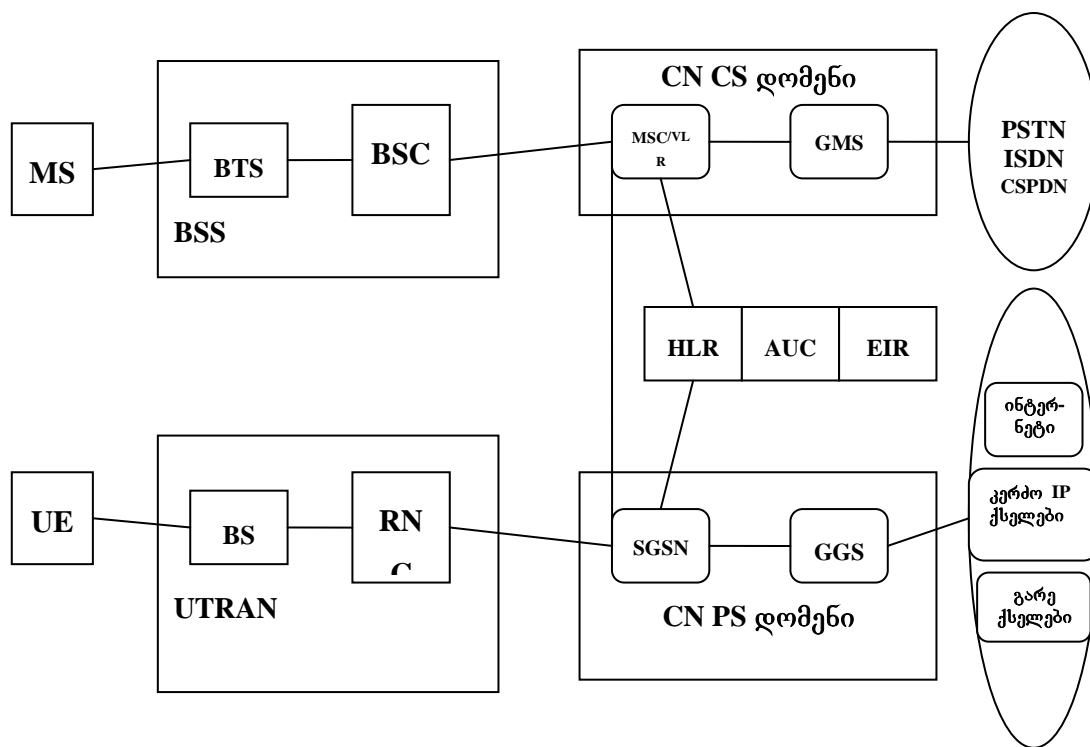 CN CS დომენი
MS
BTS
BSC
BSS
MSC/VL
R
GMS
PSTN
ISDN
CSPDN
HLR
AUC
EIR
ინტერ-
ნეტი
UE
BS
RN
C
UTRAN
SGSN
GGS
CN PS დომენი
კერძო IP
ქსელები
გარე
ქსელები